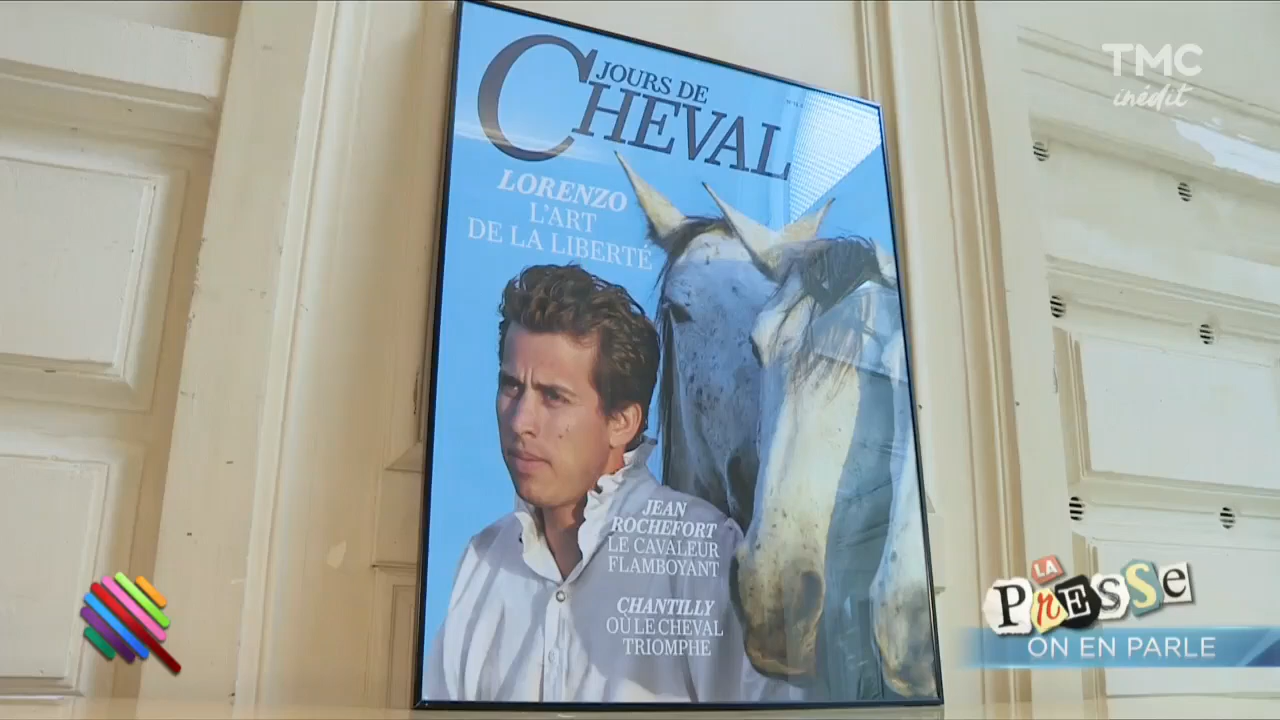 JOURS DE
CHEVAL
LORENZO
L'ART
DE LA LIBERTÉ
JEAN
ROCHEFORT
LE CAVALEUR
FLAMBOYANT
CHANTILLY
OÙ LE CHEVAL
TRIOMPHE
TMC
inédit
LA
PRESSE
ON EN PARLE